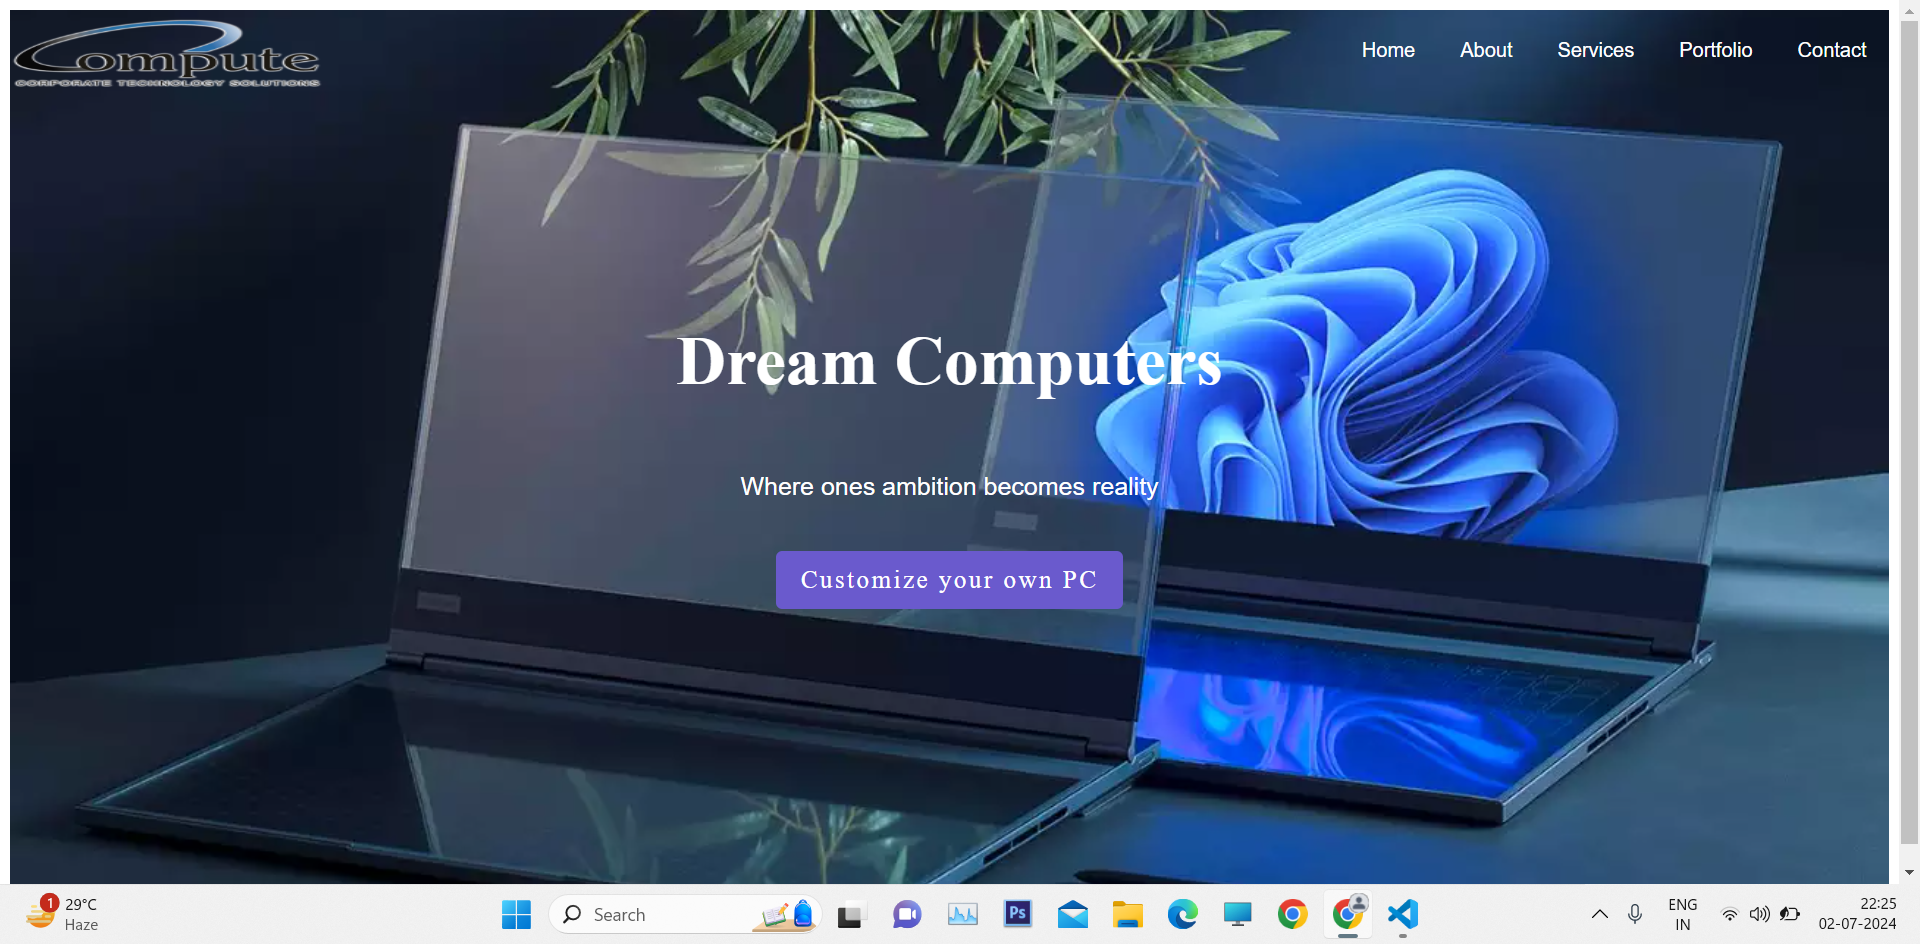 Compute
CORPORATE TECHNOLOGY SOLUTIONS
Home About Services Portfolio Contact
Dream Computers
Where ones ambition becomes reality
Customize your own PC
1
29°C
Haze
Search
Ps
ENG
IN
22:25
02-07-2024